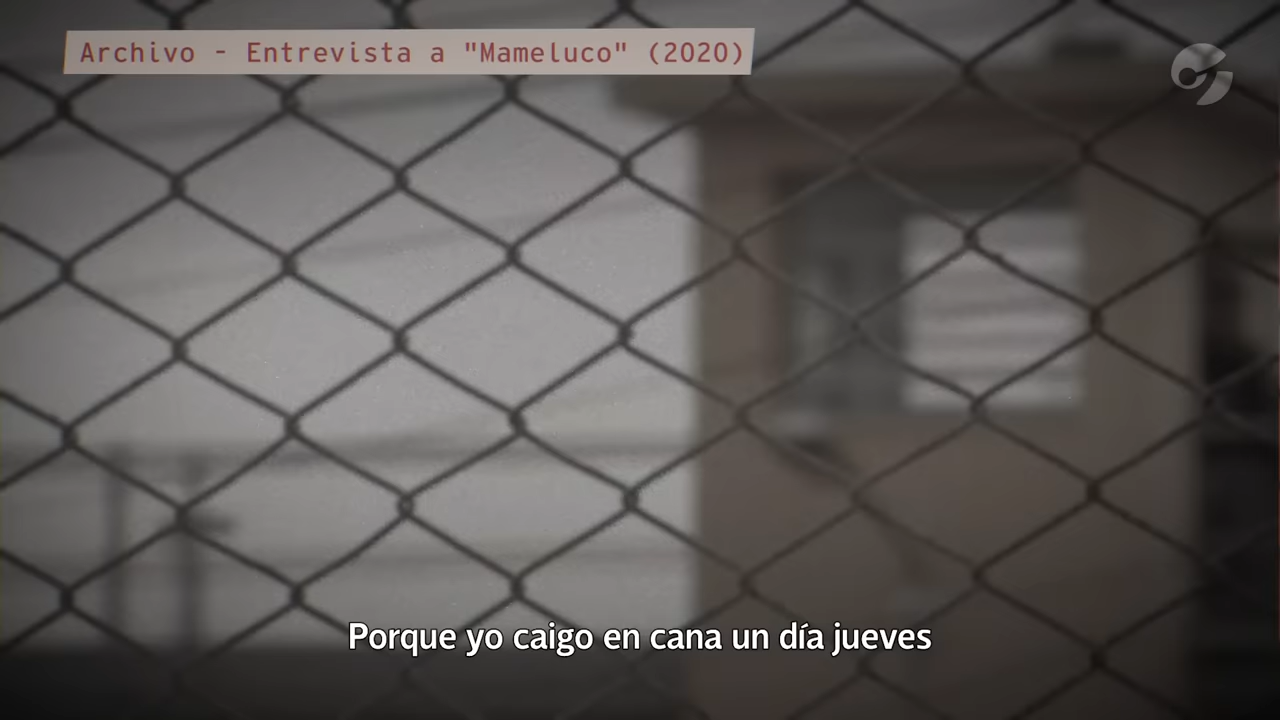 Archivo - Entrevista a "Mameluco" (2020)
Porque yo caigo en cana un día jueves